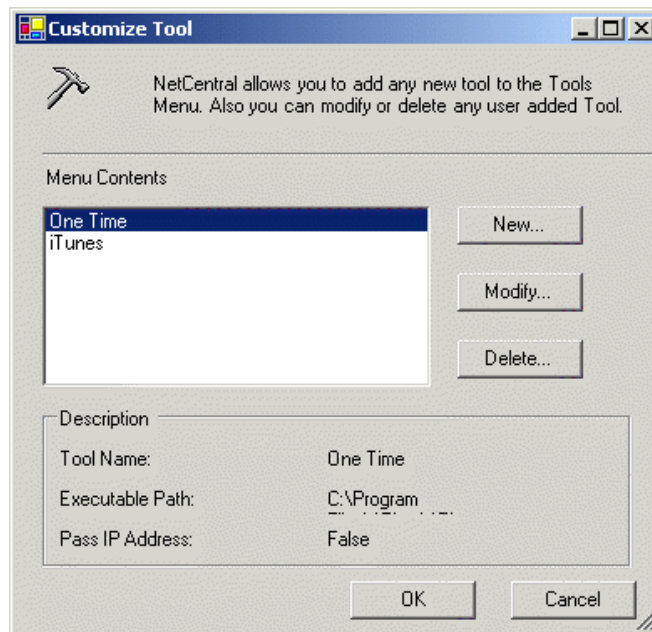 Customize Tool
NetCentral allows you to add any new tool to the Tools
Menu. Also you can modify or delete any user added Tool.
Menu Contents
One Time
iTunes
New...
Modify...
Delete...
Description
Tool Name: One Time
Executable Path: C:\Program
Pass IP Address: False
OK Cancel